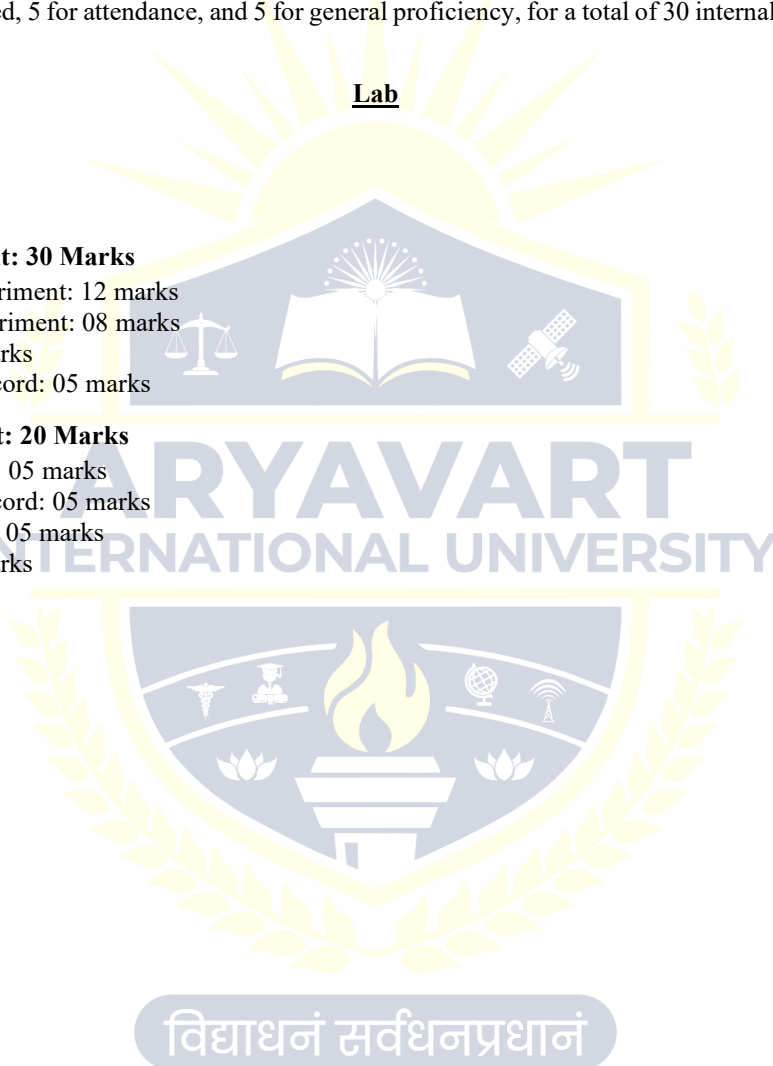 ed, 5 for attendance, and 5 for general proficiency, for a total of 30 internal
Lab
t: 30 Marks
riment: 12 marks
riment: 08 marks
rks
cord: 05 marks
t: 20 Marks
: 05 marks
cord: 05 marks
: 05 marks
rks
ARYAVART
INTERNATIONAL UNIVERSITY
विद्याधनं सर्वधनप्रधानं